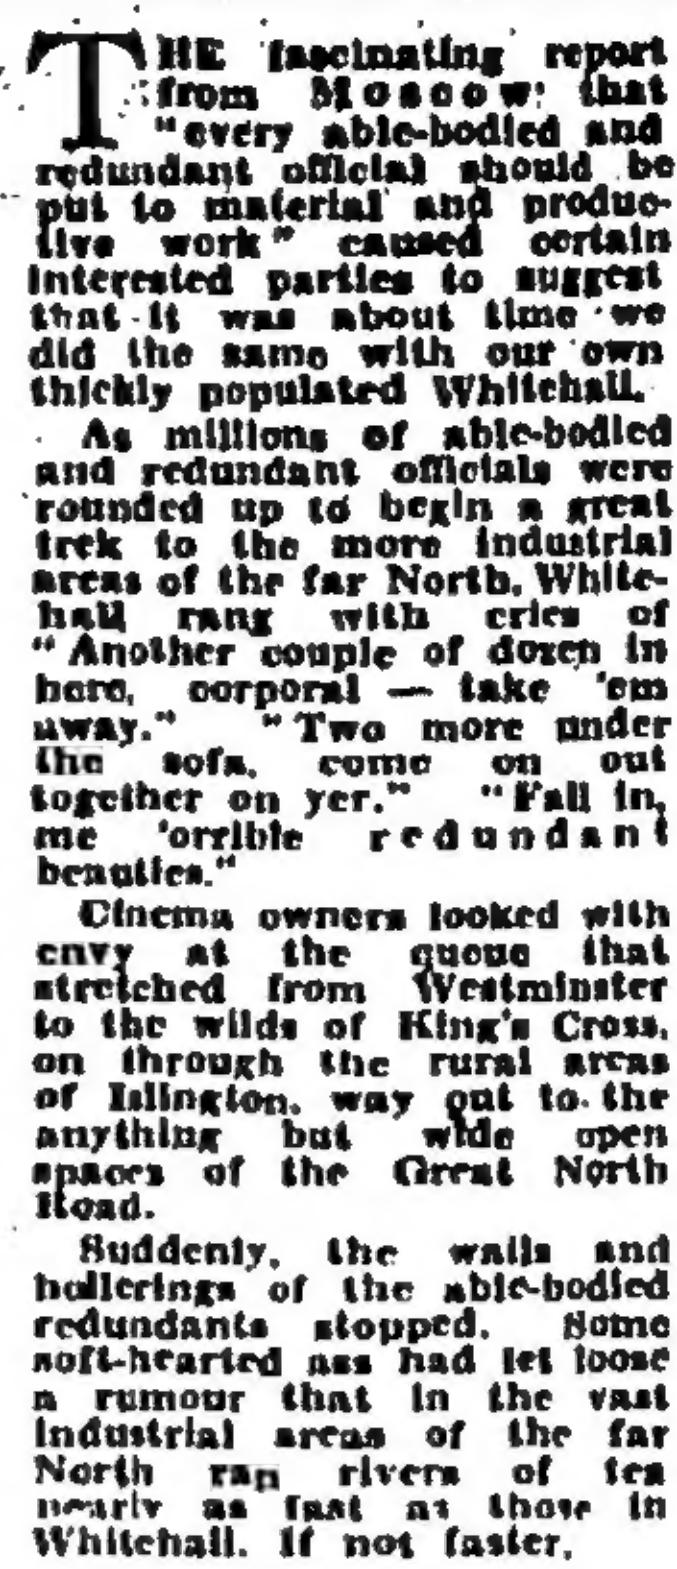 THE fascinating report
from Moscow that
"every able-bodied and
redundant official should be
put to material and produc-
tive work" caused certain
interested parties to suggest
that it was about time we
did the same with our own
thickly populated Whitehall.
As millions of able-bodied
and redundant officials were
rounded up to begin a great
trek to the more industrial
areas of the far North, White-
hall rang with cries of
"Another couple of dozen in
here, corporal — take 'em
away." "Two more under
the sofa, come on out
together on yer." "Fall in,
me 'orrible redundant
beauties."
Cinema owners looked with
envy at the queue that
stretched from Westminster
to the wilds of King's Cross,
on through the rural areas
of Islington, way out to the
anything but wide open
spaces of the Great North
Road.
Suddenly, the wails and
hollerings of the able-bodied
redundants stopped. Some
soft-hearted ass had let loose
a rumour that in the vast
industrial areas of the far
North ran rivers of tea
nearly as fast as those in
Whitehall. If not faster.